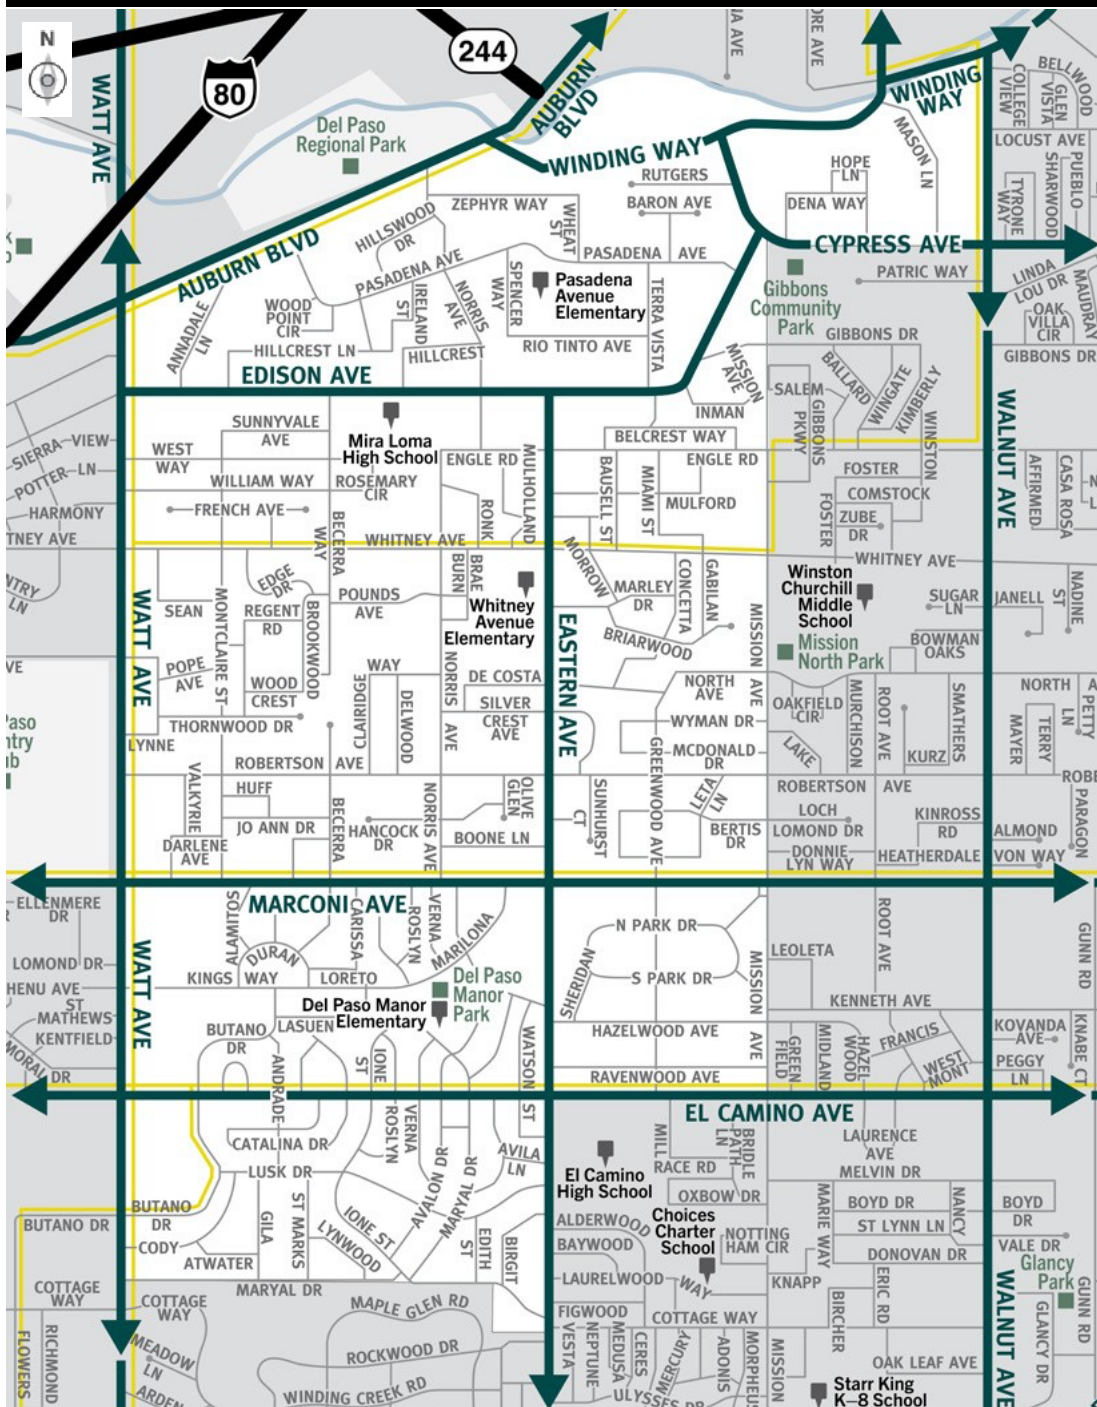 N
244
80
WATT AVE
AUBURN
BLVD
WINDING
WAY
COLLEGE
VIEW
GLEN
VISTA
BELLWOOD
LOCUST AVE
MASON LN
Del Paso
Regional Park
WINDING WAY
RUTGERS
HOPE
LN
TYRONE
WAY
SHARWOOD
PUEBLO
ZEPHYR WAY
BARON AVE
DENA WAY
HILLSWOOD
DR
WHEAT
ST
AUBURN BLVD
PASADENA AVE
PASADENA AVE
CYPRESS AVE
PATRIC WAY
LINDA
LOU DR
MAUDRAY
WOOD
POINT
CIR
IRELAND
ST
NORRIS
AVE
SPENCER
WAY
Pasadena
Avenue
Elementary
TERRA VISTA
Gibbons
Community
Park
OAK
VILLA
CIR
ANNADALE
LN
HILLCREST LN
HILLCREST
RIO TINTO AVE
GIBBONS DR
GIBBONS DR
EDISON AVE
MISSION
AVE
SALEM
BALLARD
WINGATE
KIMBERLY
INMAN
GIBBONS
PKWY
WINSTON
WALNUT AVE
SUNNYVALE
AVE
Mira Loma
High School
BELCREST WAY
SIERRA VIEW
WEST
WAY
ENGLE RD
MULHOLLAND
ENGLE RD
POTTER LN
WILLIAM WAY
ROSEMARY
CIR
BAUSELL ST
MIAMI ST
MULFORD
FOSTER
COMSTOCK
FOSTER
ZUBE
DR
AFFIRMED
CASA ROSA
HARMONY
FRENCH AVE
BECERRA
WAY
RONK
TNEY AVE
WHITNEY AVE
WHITNEY AVE
NTRY
LN
EDGE
DR
BRAE
BURN
MORROW
MARLEY
DR
CONCETTA
GABILAN
Winston
Churchill
Middle
School
SUGAR
LN
JANELL
NADINE
ST
WATT AVE
SEAN
MONTCLAIRE ST
REGENT
RD
BROOKWOOD
POUNDS
AVE
Whitney
Avenue
Elementary
EASTERN AVE
BRIARWOOD
MISSION
AVE
Mission
North Park
BOWMAN
OAKS
VE
POPE
AVE
WAY
CLAIRIDGE
DELWOOD
NORRIS
AVE
DE COSTA
NORTH
AVE
NORTH
A
WOOD
CREST
SILVER
CREST AVE
OAKFIELD
CIR
MURCHISON
ROOT AVE
SMATHERS
PETTY
LN
THORNWOOD DR
WYMAN DR
MAYER
TERRY
LYNNE
MCDONALD
DR
LAKE
KURZ
ROBERTSON AVE
GREENWOOD AVE
ROBERTSON AVE
ROBE
VALKYRIE
HUFF
OLIVE
GLEN
SUNHURST
CT
LETA
LN
LOCH
LOMOND DR
KINROSS
RD
PARAGON
JO ANN DR
BECERRA
HANCOCK
DR
NORRIS AVE
BOONE LN
BERTIS
DR
ALMOND
DARLENE
AVE
DONNIE
LYN WAY
HEATHERDALE
VON WAY
ELLENMERE
DR
MARCONI AVE
ALAMITOS
CARISSA
ROSLYN
VERNA
MARILONA
N PARK DR
ROOT AVE
GUNN RD
WATT AVE
DURAN
LOMOND DR
KINGS WAY
LORETO
Del Paso
Manor
Park
SHERIDAN
S PARK DR
MISSION
AVE
LEOLETA
HENU AVE
ST
MATHEWS
KENTFIELD
MORAL DR
Del Paso Manor
Elementary
KENNETH AVE
BUTANO
DR
LASUEN
ANDRADE
IONE
ST
WATSON
ST
HAZELWOOD AVE
GREEN
FIELD
MIDLAND
HAZEL
WOOD
FRANCIS
WEST
MONT
KOVANDA
AVE
KNABE CT
PEGGY
LN
RAVENWOOD AVE
EL CAMINO AVE
CATALINA DR
ROSLYN
VERNA
AVALON DR
MARYAL DR
AVILA
LN
El Camino
High School
MILL
RACE RD
BRIDLE
PATH
LN
LAURENCE
AVE
MELVIN DR
LUSK DR
OXBOW DR
BUTANO DR
BUTANO
DR
GILA
ST MARKS
IONE ST
LYNWOOD
EDITH
ST
BIRGIT
ALDERWOOD
BAYWOOD
Choices
Charter
School
NOTTING
HAM CIR
MARIE WAY
BOYD DR
ST LYNN LN
NANCY
BOYD
DR
CODY
ATWATER
DONOVAN DR
VALE DR
Glancy
Park
LAURELWOOD WAY
KNAPP
BIRCHER
ERIC RD
WALNUT AVE
GUNN RD
GLANCY DR
COTTAGE
WAY
COTTAGE
WAY
MARYAL DR
MAPLE GLEN RD
FIGWOOD
COTTAGE WAY
FLOWERS
RICHMOND
MEADOW
LN
ROCKWOOD DR
VESTA
NEPTUNE
MEDUSA
CERES
MERCURY
ADONIS
MORPHEUS
MISSION
OAK LEAF AVE
ARDEN
WINDING CREEK RD
ULYSSES DR
Starr King
K–8 School